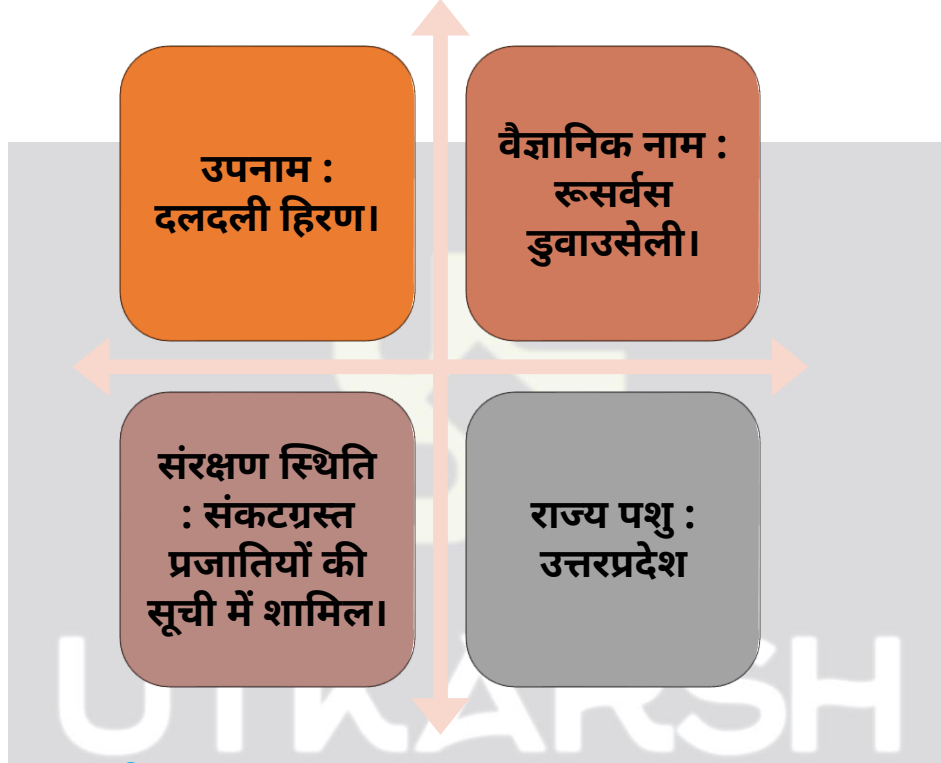 उपनाम :
दलदली हिरण।
वैज्ञानिक नाम :
रूसर्वस
डुवाउसेली।
संरक्षण स्थिति
: संकटग्रस्त
प्रजातियों की
सूची में शामिल।
राज्य पशु :
उत्तरप्रदेश
UTKARSH